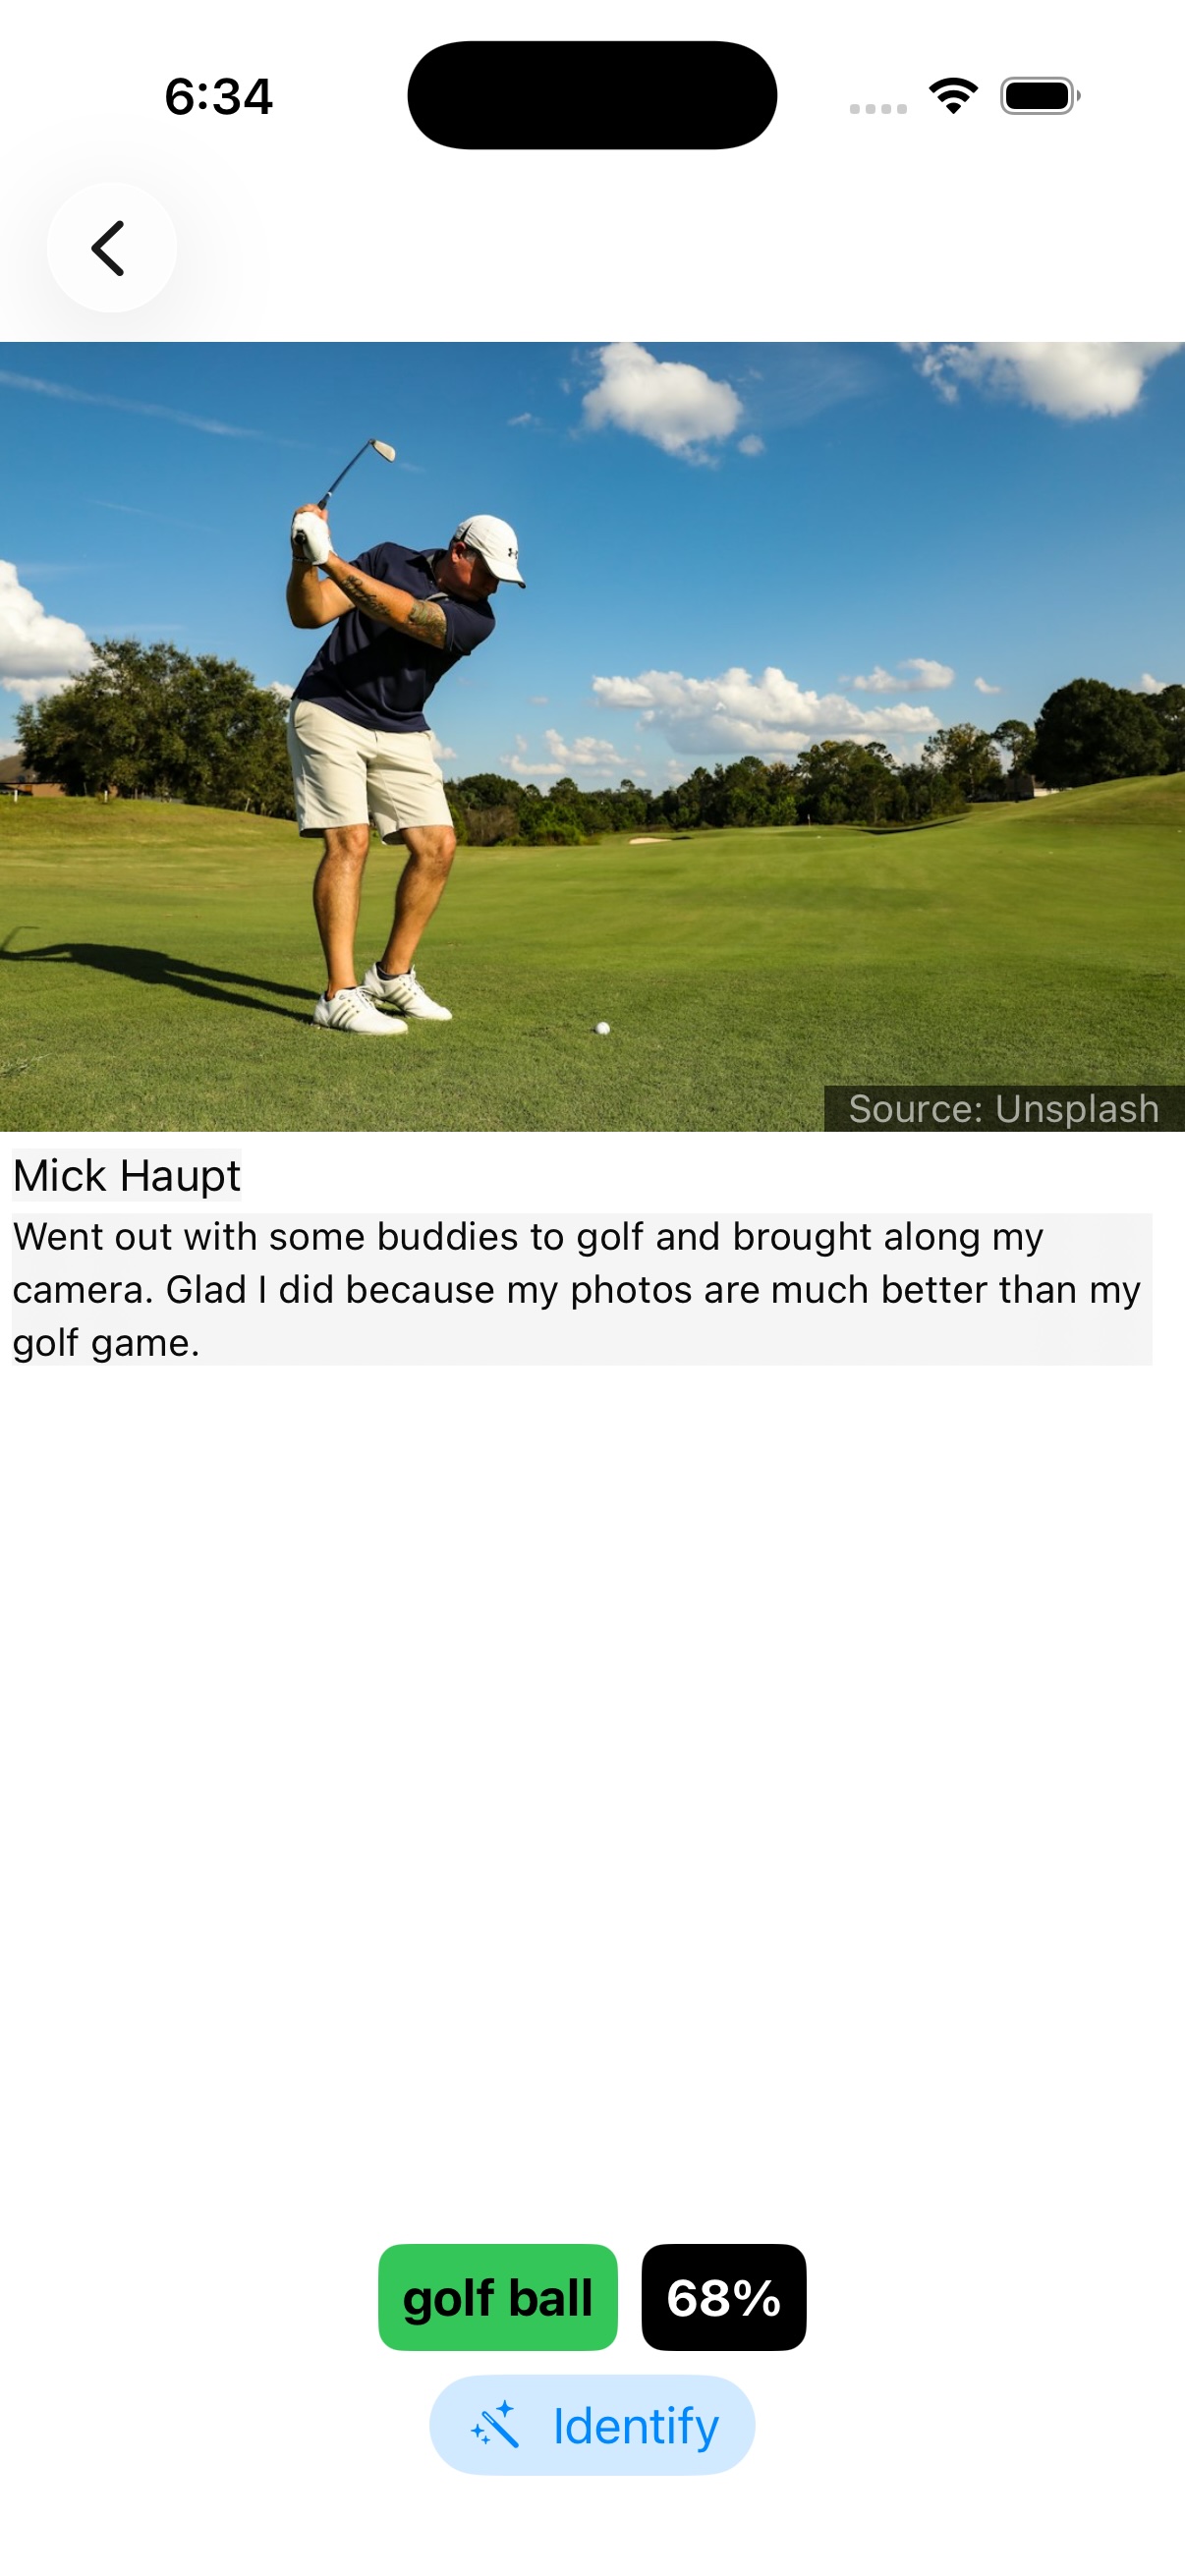 6:34
Source: Unsplash
Mick Haupt
Went out with some buddies to golf and brought along my
camera. Glad I did because my photos are much better than my
golf game.
golf ball 68%
Identify